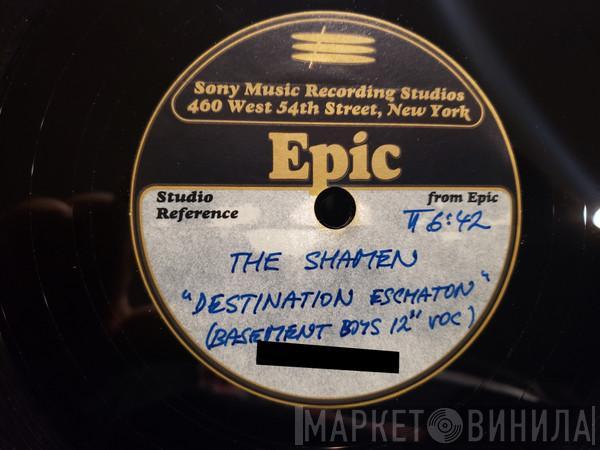 Sony Music Recording Studios
460 West 54th Street, New York
Epic
Studio
Reference
from Epic
II 6:42
THE SHAMEN
"DESTINATION ESCHATON"
(BASEMENT BOYS 12" VOC)
МАРКЕТ ВИНИЛА